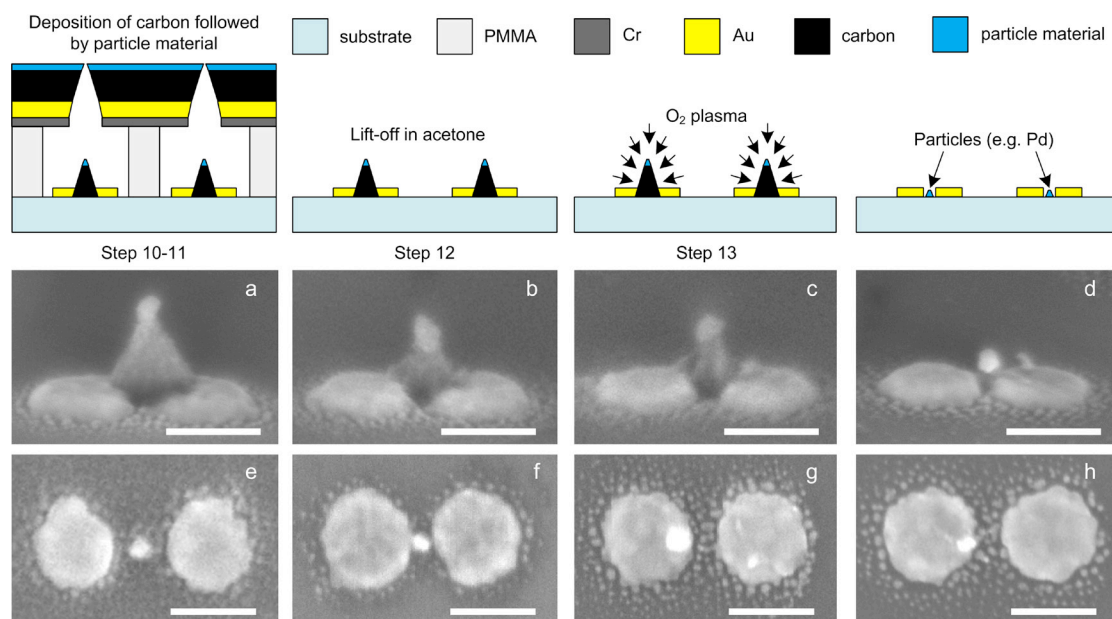 Deposition of carbon followed
by particle material
substrate
PMMA
Cr
Au
carbon
particle material
Lift-off in acetone
O₂ plasma
Particles (e.g. Pd)
Step 10-11
Step 12
Step 13
a
b
c
d
e
f
g
h